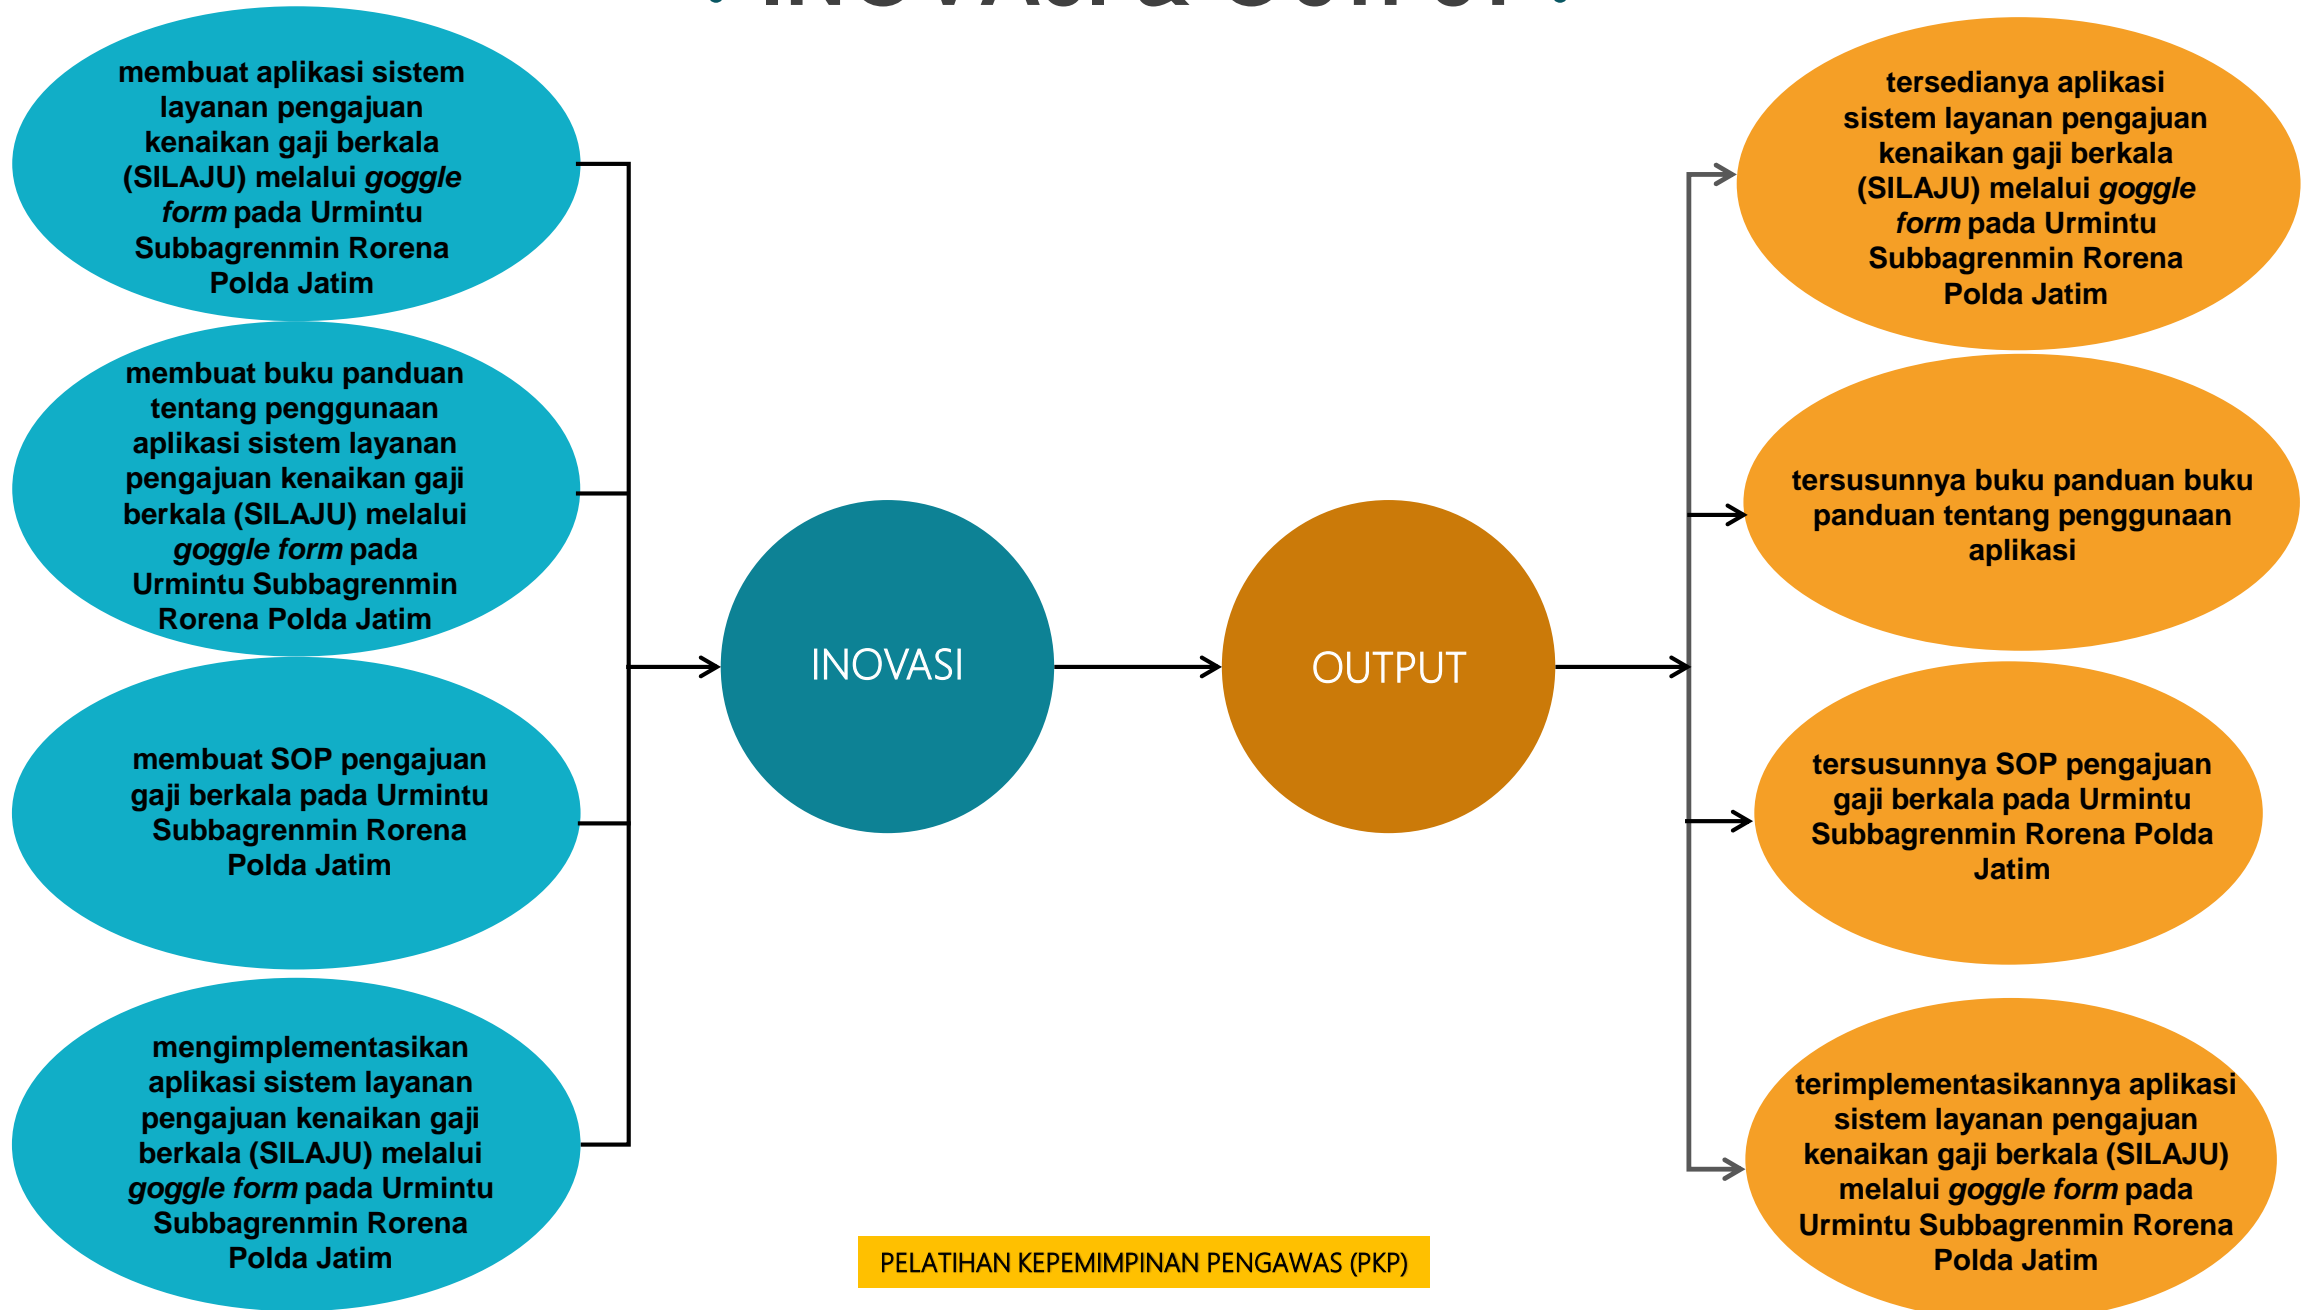 INOVASI & OUTPUT
membuat aplikasi sistem
layanan pengajuan
kenaikan gaji berkala
(SILAJU) melalui goggle
form pada Urmintu
Subbagrenmin Rorena
Polda Jatim
membuat buku panduan
tentang penggunaan
aplikasi sistem layanan
pengajuan kenaikan gaji
berkala (SILAJU) melalui
goggle form pada
Urmintu Subbagrenmin
Rorena Polda Jatim
membuat SOP pengajuan
gaji berkala pada Urmintu
Subbagrenmin Rorena
Polda Jatim
mengimplementasikan
aplikasi sistem layanan
pengajuan kenaikan gaji
berkala (SILAJU) melalui
goggle form pada Urmintu
Subbagrenmin Rorena
Polda Jatim
INOVASI
OUTPUT
tersedianya aplikasi
sistem layanan pengajuan
kenaikan gaji berkala
(SILAJU) melalui goggle
form pada Urmintu
Subbagrenmin Rorena
Polda Jatim
tersusunnya buku panduan buku
panduan tentang penggunaan
aplikasi
tersusunnya SOP pengajuan
gaji berkala pada Urmintu
Subbagrenmin Rorena Polda
Jatim
terimplementasikannya aplikasi
sistem layanan pengajuan
kenaikan gaji berkala (SILAJU)
melalui goggle form pada
Urmintu Subbagrenmin Rorena
Polda Jatim
PELATIHAN KEPEMIMPINAN PENGAWAS (PKP)